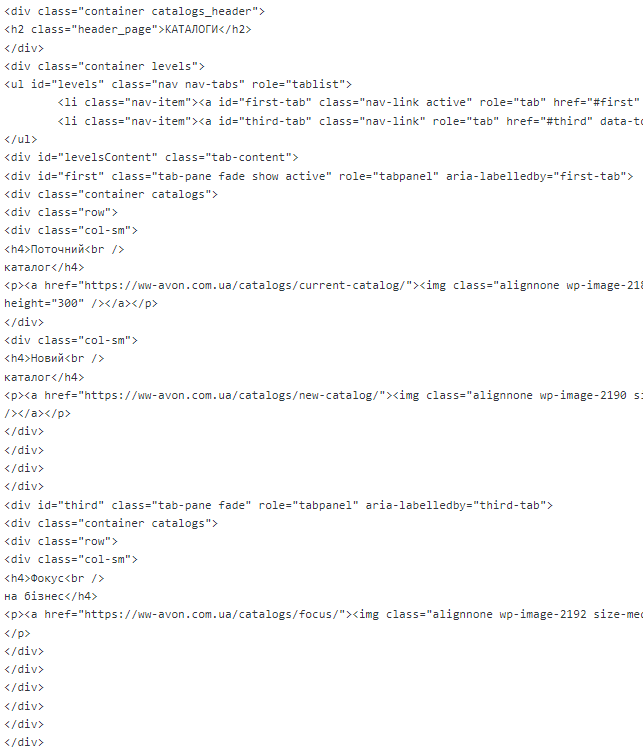 <div class="container catalogs_header">
<h2 class="header_page">КАТАЛОГИ</h2>
</div>
<div class="container levels">
<ul id="levels" class="nav nav-tabs" role="tablist">
<li class="nav-item"><a id="first-tab" class="nav-link active" role="tab" href="#first"
<li class="nav-item"><a id="third-tab" class="nav-link" role="tab" href="#third" data-to
</ul>
<div id="levelsContent" class="tab-content">
<div id="first" class="tab-pane fade show active" role="tabpanel" aria-labelledby="first-tab">
<div class="container catalogs">
<div class="row">
<div class="col-sm">
<h4>Поточний<br />
каталог</h4>
<p><a href="https://ww-avon.com.ua/catalogs/current-catalog/"><img class="alignnone wp-image-218
height="300" /></a></p>
</div>
<div class="col-sm">
<h4>Новий<br />
каталог</h4>
<p><a href="https://ww-avon.com.ua/catalogs/new-catalog/"><img class="alignnone wp-image-2190 si
/></a></p>
</div>
</div>
</div>
</div>
<div id="third" class="tab-pane fade" role="tabpanel" aria-labelledby="third-tab">
<div class="container catalogs">
<div class="row">
<div class="col-sm">
<h4>Фокус<br />
на бізнес</h4>
<p><a href="https://ww-avon.com.ua/catalogs/focus/"><img class="alignnone wp-image-2192 size-med
</p>
</div>
</div>
</div>
</div>
</div>
</div>